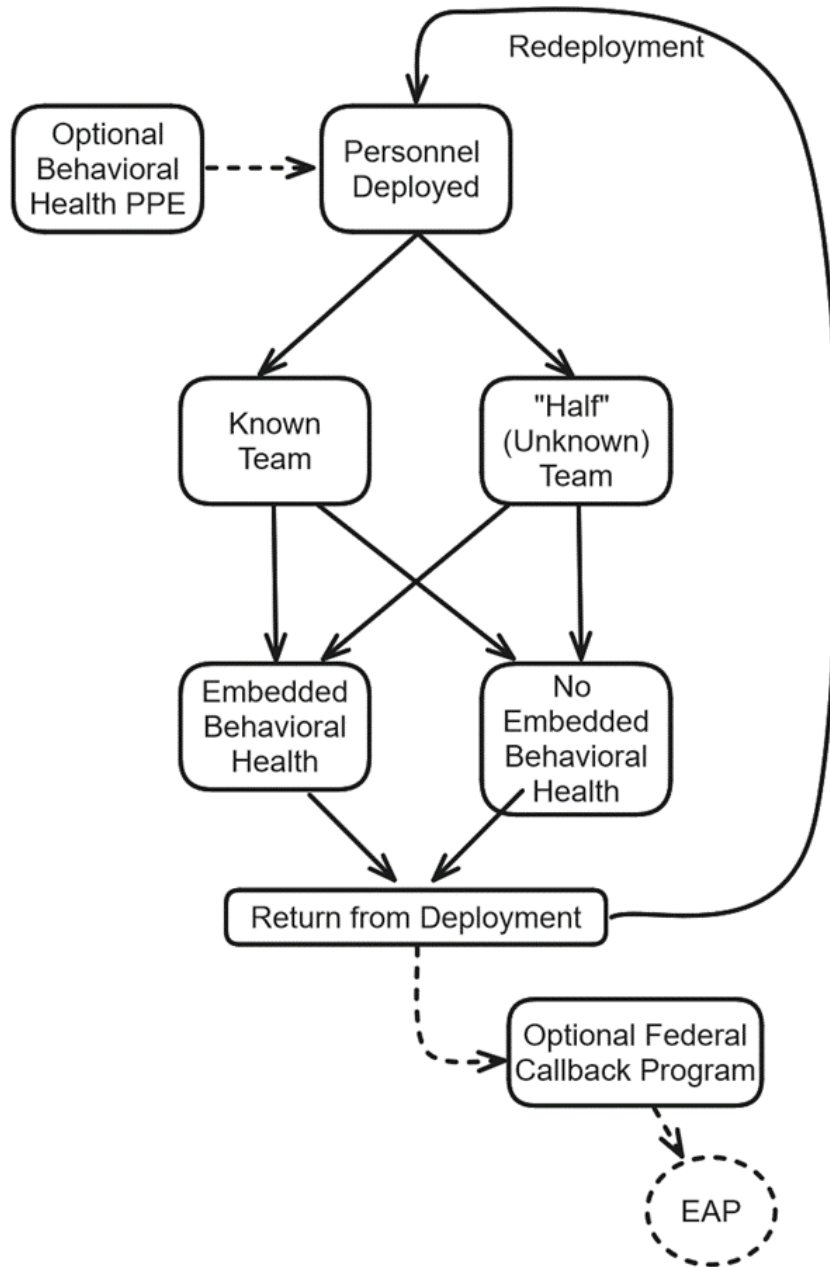 Redeployment
Optional
Behavioral
Health PPE
Personnel
Deployed
Known
Team
"Half"
(Unknown)
Team
Embedded
Behavioral
Health
No
Embedded
Behavioral
Health
Return from Deployment
Optional Federal
Callback Program
EAP